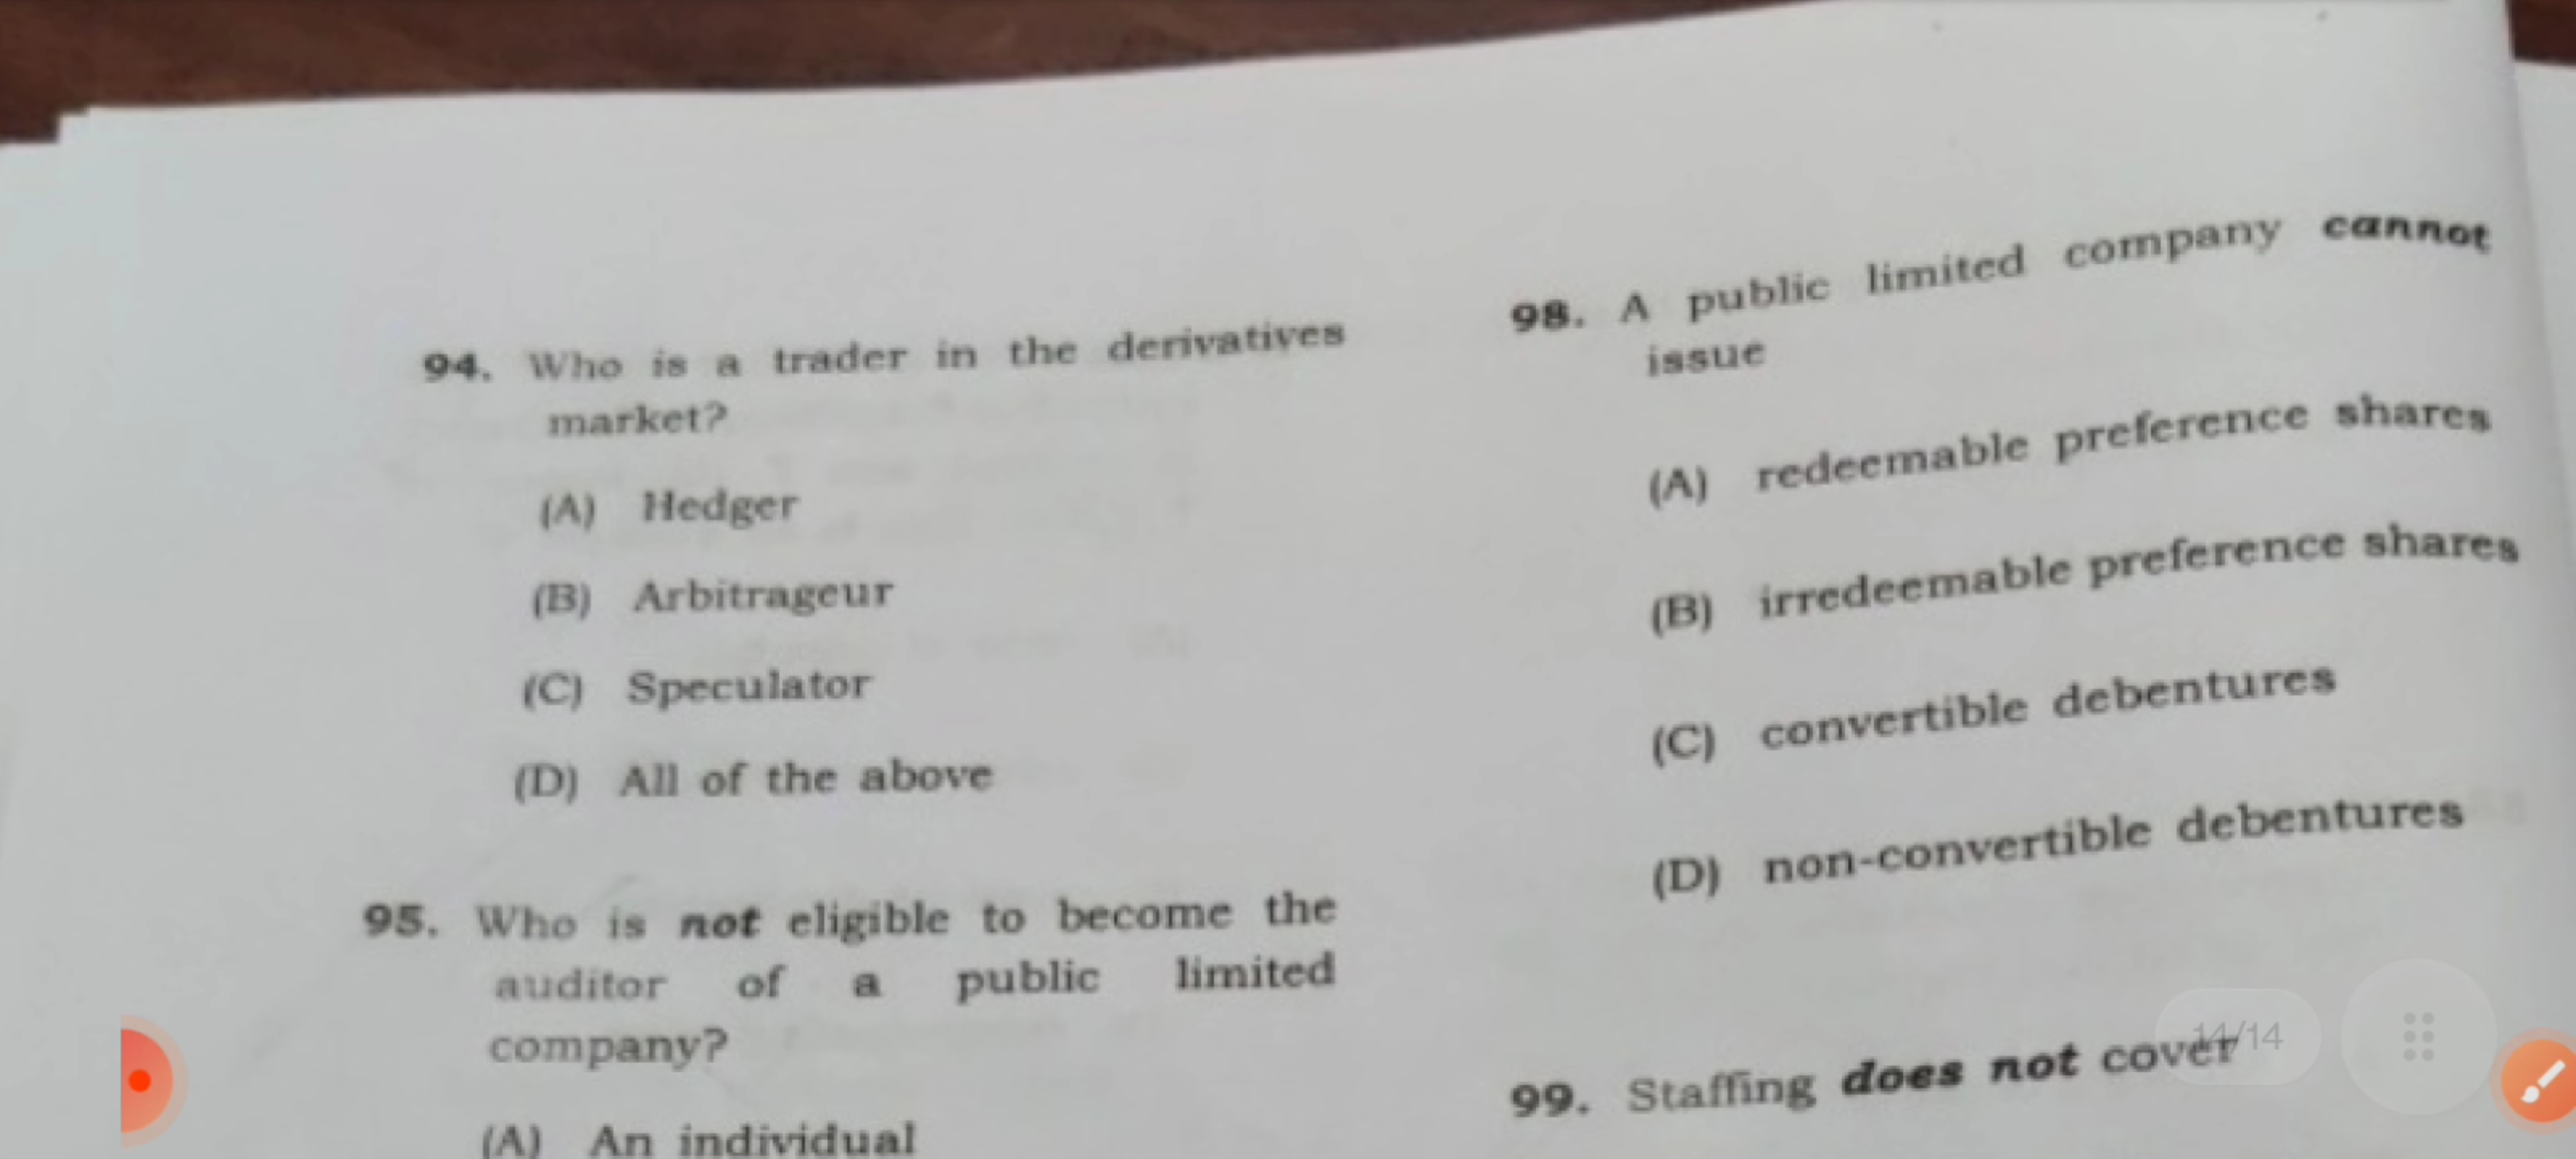 94. Who is a trader in the derivatives
market?
(A) Hedger
(B) Arbitrageur
(C) Speculator
(D) All of the above
95. Who is not eligible to become the
auditor of a public limited
company?
(A) An individual
98. A public limited company cannot
issue
(A) redeemable preference shares
(B) irredeemable preference shares
(C) convertible debentures
(D) non-convertible debentures
99. Staffing does not cover
14/14